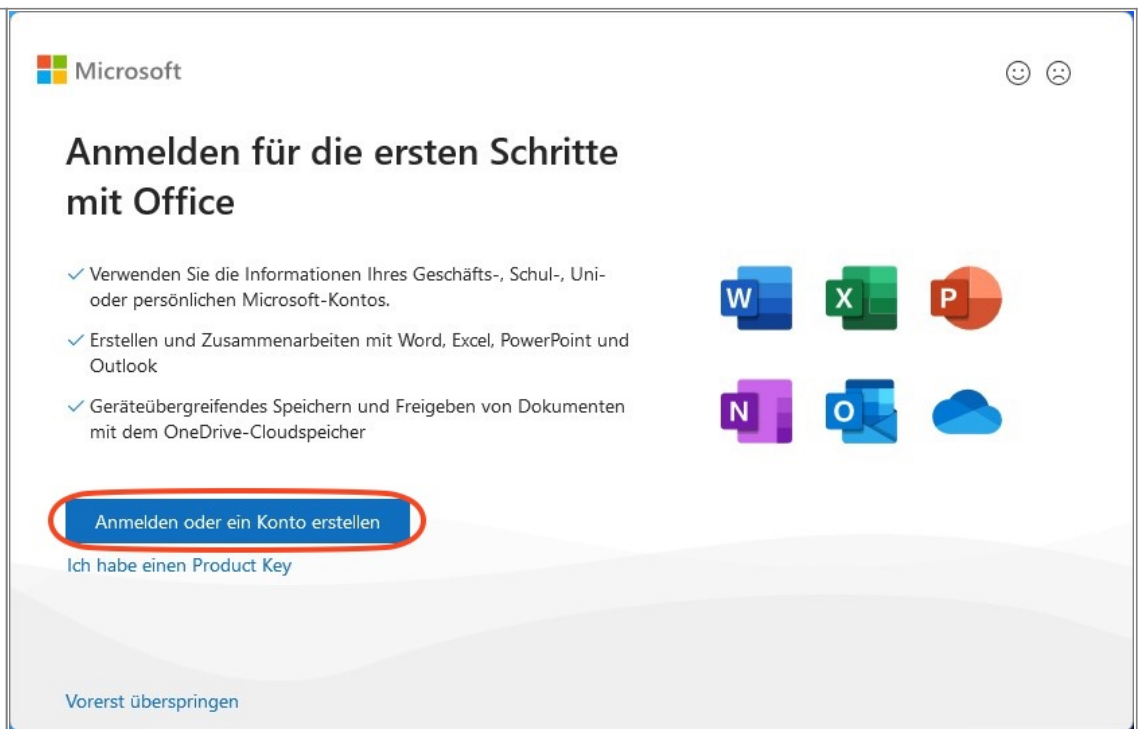 Microsoft
Anmelden für die ersten Schritte
mit Office
Verwenden Sie die Informationen Ihres Geschäfts-, Schul-, Uni-
oder persönlichen Microsoft-Kontos.
Erstellen und Zusammenarbeiten mit Word, Excel, PowerPoint und
Outlook
Geräteübergreifendes Speichern und Freigeben von Dokumenten
mit dem OneDrive-Cloudspeicher
W X P
N O
Anmelden oder ein Konto erstellen
Ich habe einen Product Key
Vorerst überspringen